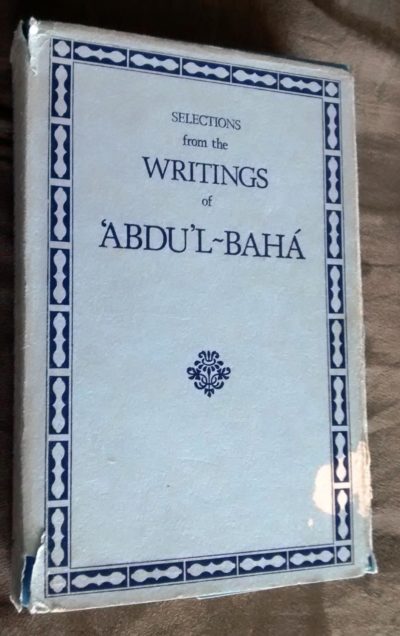 SELECTIONS
from the
WRITINGS
of
‘ABDU’L~BAHÁ